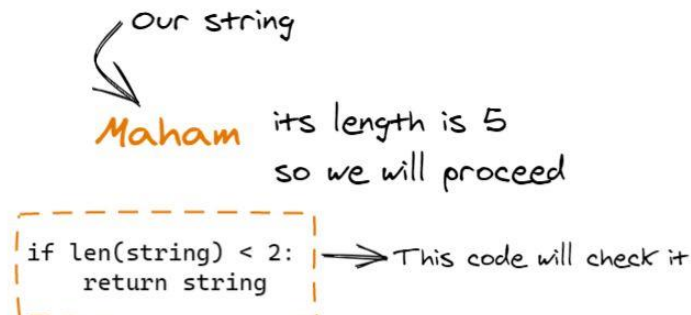 Our string
Maham its length is 5
so we will proceed
if len(string) < 2: This code will check it
    return string